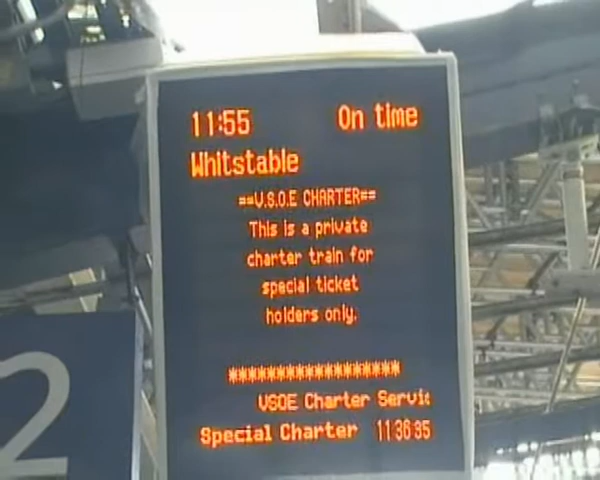 11:55 On time
Whitstable
==V.S.O.E CHARTER==
This is a private
charter train for
special ticket
holders only.
******************
VSOE Charter Servic
Special Charter 11:36:35
2